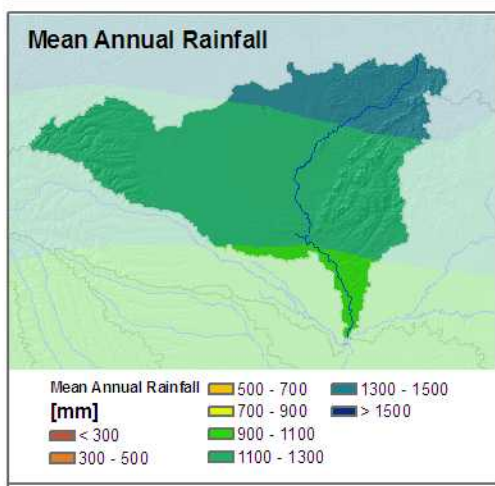 Mean Annual Rainfall
Mean Annual Rainfall
[mm]
< 300
300 - 500
500 - 700
700 - 900
900 - 1100
1100 - 1300
1300 - 1500
> 1500